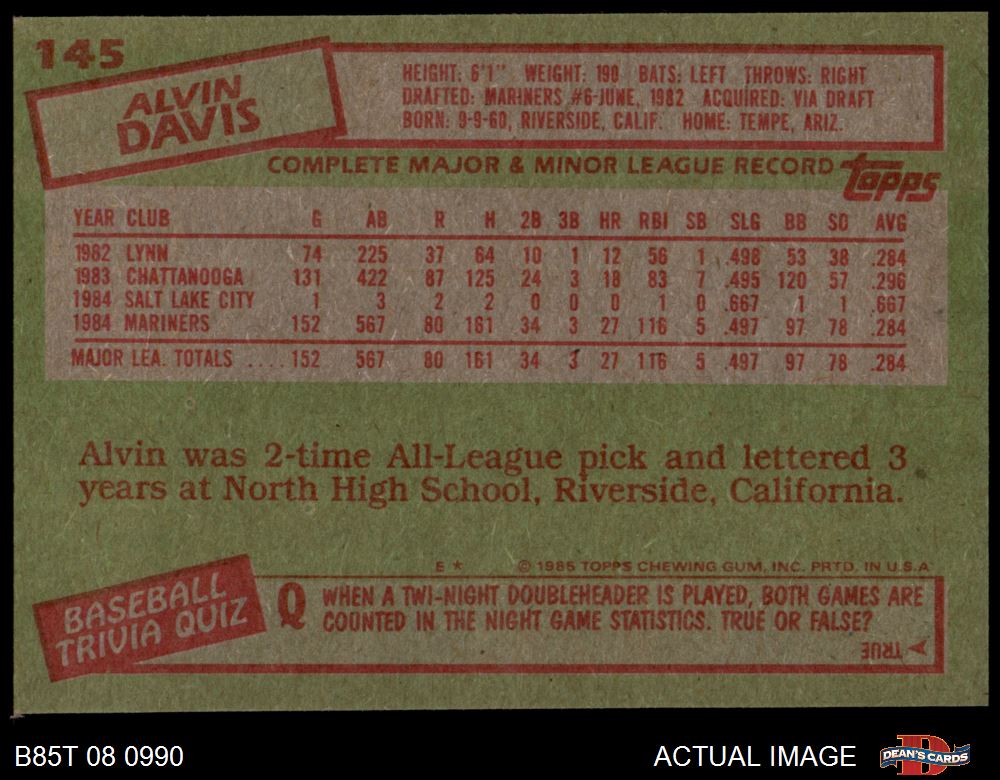 145
ALVIN
DAVIS
HEIGHT: 6'1" WEIGHT: 190 BATS: LEFT THROWS: RIGHT
DRAFTED: MARINERS #6-JUNE, 1982 ACQUIRED: VIA DRAFT
BORN: 9-9-60, RIVERSIDE, CALIF. HOME: TEMPE, ARIZ.
COMPLETE MAJOR & MINOR LEAGUE RECORD
topps
YEAR CLUB G AB R H 2B 3B HR RBI SB SLG BB SO AVG
1982 LYNN 74 225 37 64 10 1 12 56 1 .498 53 38 .284
1983 CHATTANOOGA 131 422 87 125 24 3 18 83 7 .495 120 57 .296
1984 SALT LAKE CITY 1 3 2 2 0 0 0 1 0 .667 1 1 .667
1984 MARINERS 152 567 80 161 34 3 27 116 5 .497 97 78 .284
MAJOR LEA. TOTALS .... 152 567 80 161 34 3 27 116 5 .497 97 78 .284
Alvin was 2-time All-League pick and lettered 3
years at North High School, Riverside, California.
E * © 1985 TOPPS CHEWING GUM, INC. PRTD. IN U.S.A
BASEBALL
TRIVIA QUIZ
Q WHEN A TWI-NIGHT DOUBLEHEADER IS PLAYED, BOTH GAMES ARE
COUNTED IN THE NIGHT GAME STATISTICS. TRUE OR FALSE?
TRUE
B85T 08 0990
ACTUAL IMAGE
D
DEAN'S CARDS